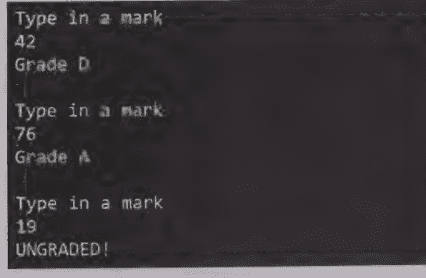 Type in a mark
42
Grade D
Type in a mark
76
Grade A
Type in a mark
19
UNGRADED!